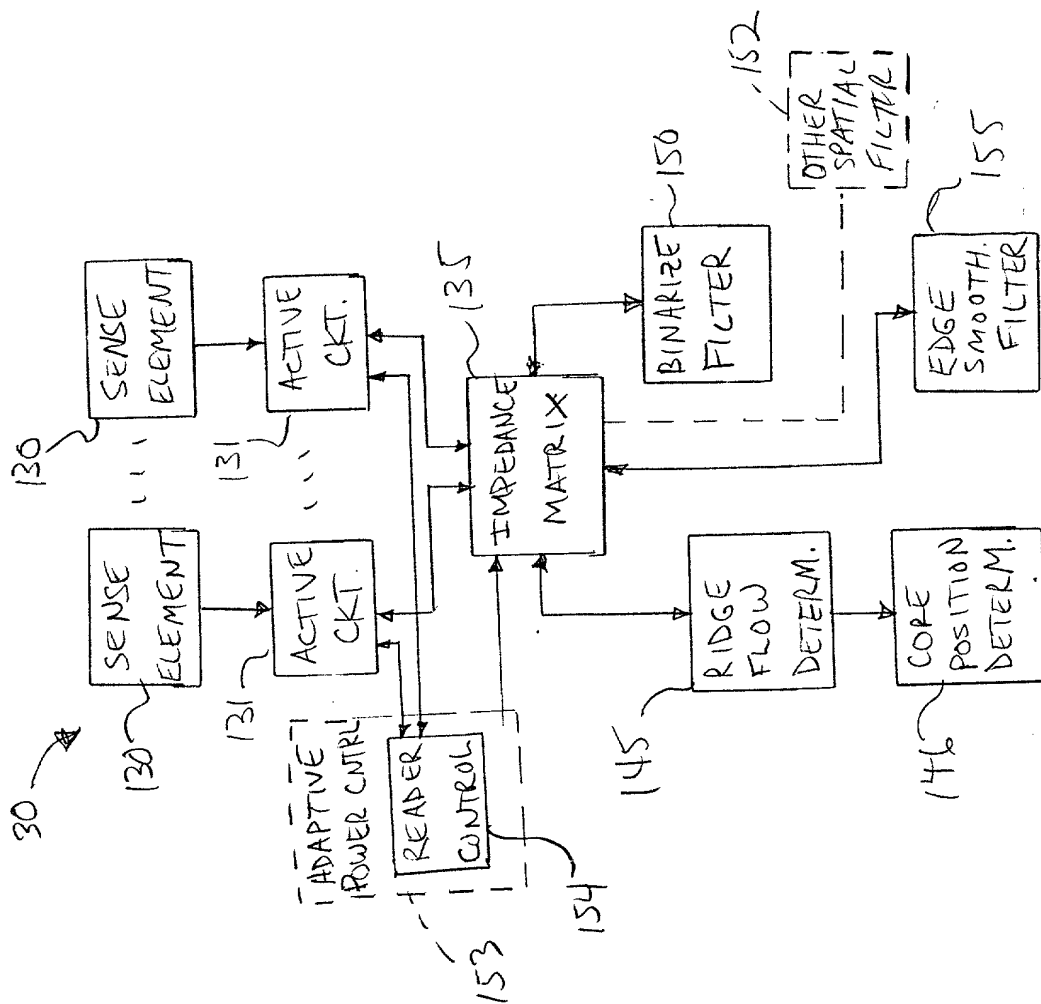 30
130
SENSE
ELEMENT
130
SENSE
ELEMENT
131
ACTIVE
CKT.
131
ACTIVE
CKT.
ADAPTIVE
POWER CNTRL
READER
CONTROL
153
154
IMPEDANCE
MATRIX
135
BINARIZE
FILTER
150
OTHER
SPATIAL
FILTER
152
145
RIDGE
FLOW
DETERM.
146
CORE
POSITION
DETERM.
EDGE
SMOOTH.
FILTER
155